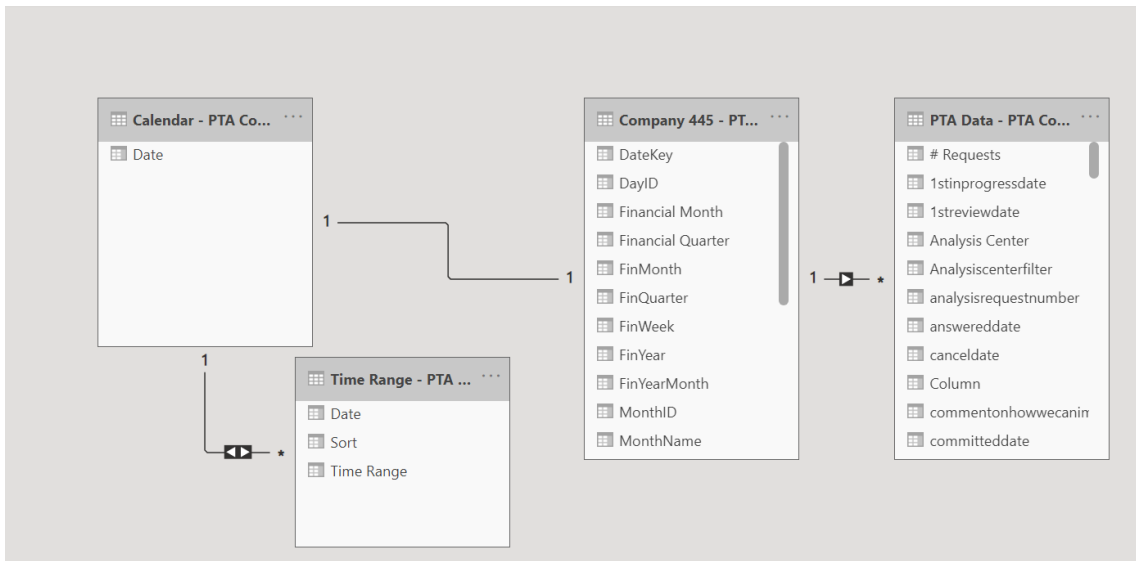 Calendar - PTA Co... ...
Date
1
1
Time Range - PTA ... ...
Date
Sort
Time Range
*
Company 445 - PT... ...
DateKey
DayID
Financial Month
Financial Quarter
FinMonth
FinQuarter
FinWeek
FinYear
FinYearMonth
MonthID
MonthName
1
1
*
PTA Data - PTA Co... ...
# Requests
1stinprogressdate
1streviewdate
Analysis Center
Analysiscenterfilter
analysisrequestnumber
answereddate
canceldate
Column
commentonhowwecanim
committeddate